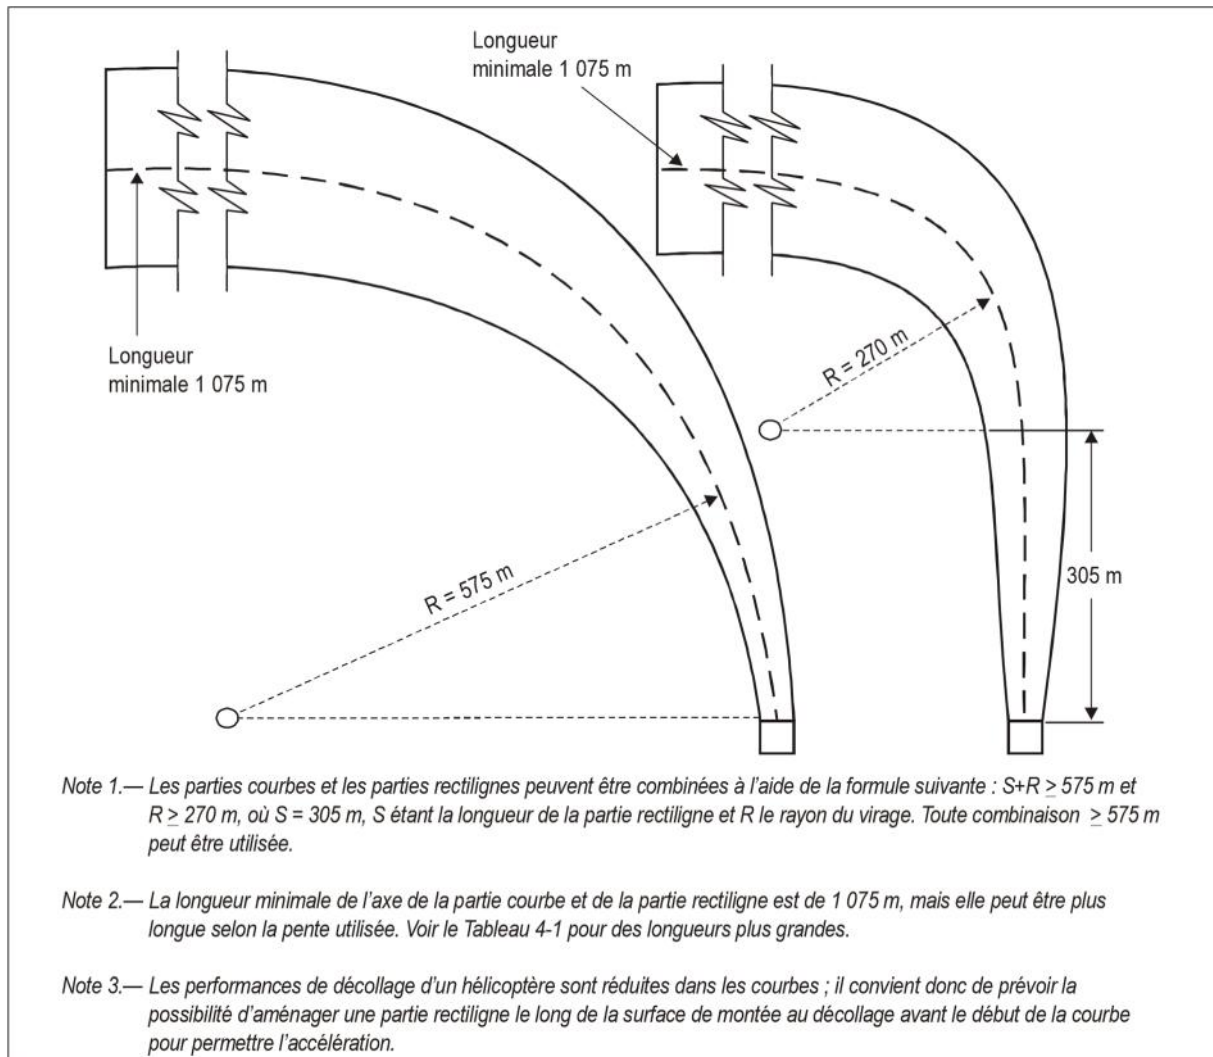 Longueur
minimale 1 075 m
Longueur
minimale 1 075 m
R = 270 m
R = 575 m
305 m
Note 1.— Les parties courbes et les parties rectilignes peuvent être combinées à l'aide de la formule suivante : S+R ≥ 575 m et
R ≥ 270 m, où S = 305 m, S étant la longueur de la partie rectiligne et R le rayon du virage. Toute combinaison ≥ 575 m
peut être utilisée.
Note 2.— La longueur minimale de l'axe de la partie courbe et de la partie rectiligne est de 1 075 m, mais elle peut être plus
longue selon la pente utilisée. Voir le Tableau 4-1 pour des longueurs plus grandes.
Note 3.— Les performances de décollage d'un hélicoptère sont réduites dans les courbes ; il convient donc de prévoir la
possibilité d'aménager une partie rectiligne le long de la surface de montée au décollage avant le début de la courbe
pour permettre l'accélération.